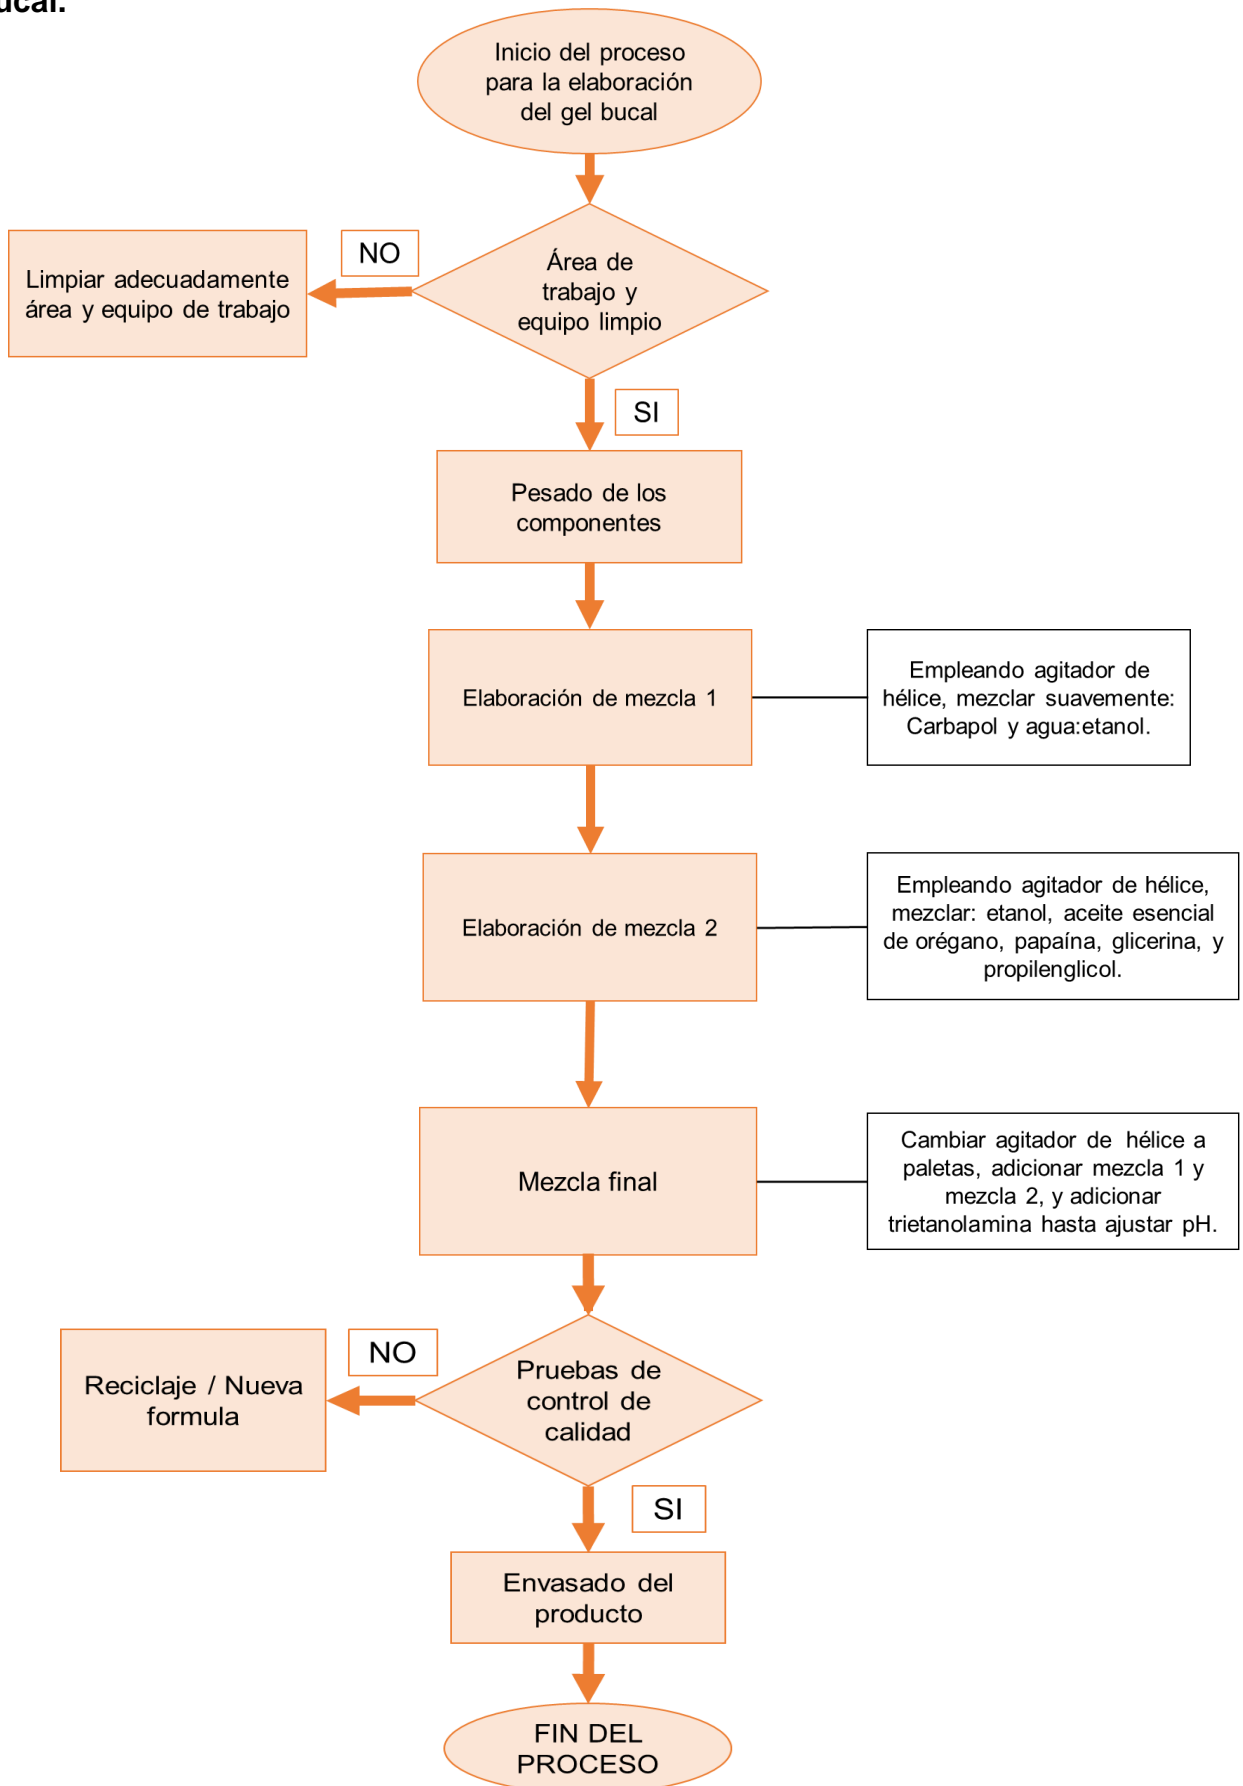 ucal.
Inicio del proceso
para la elaboración
del gel bucal
Área de
trabajo y
equipo limpio
NO
Limpiar adecuadamente
área y equipo de trabajo
SI
Pesado de los
componentes
Elaboración de mezcla 1
Empleando agitador de
hélice, mezclar suavemente:
Carbapol y agua:etanol.
Elaboración de mezcla 2
Empleando agitador de hélice,
mezclar: etanol, aceite esencial
de orégano, papaína, glicerina, y
propilenglicol.
Mezcla final
Cambiar agitador de hélice a
paletas, adicionar mezcla 1 y
mezcla 2, y adicionar
trietanolamina hasta ajustar pH.
Pruebas de
control de
calidad
NO
Reciclaje / Nueva
formula
SI
Envasado del
producto
FIN DEL
PROCESO